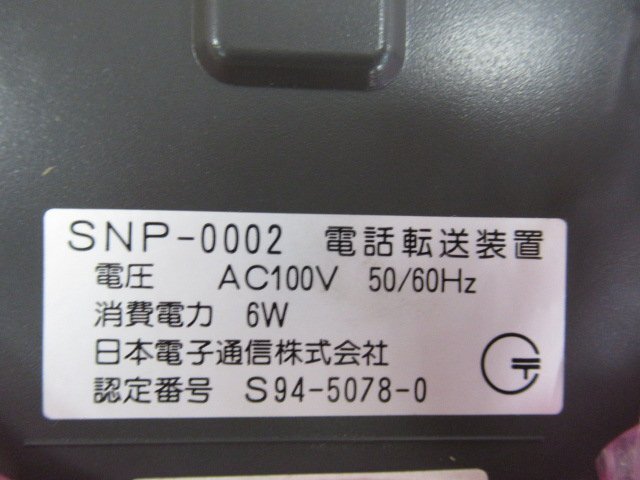 SNP-0002 電話転送装置
電圧 AC100V 50/60Hz
消費電力 6W
日本電子通信株式会社
認定番号 S94-5078-0